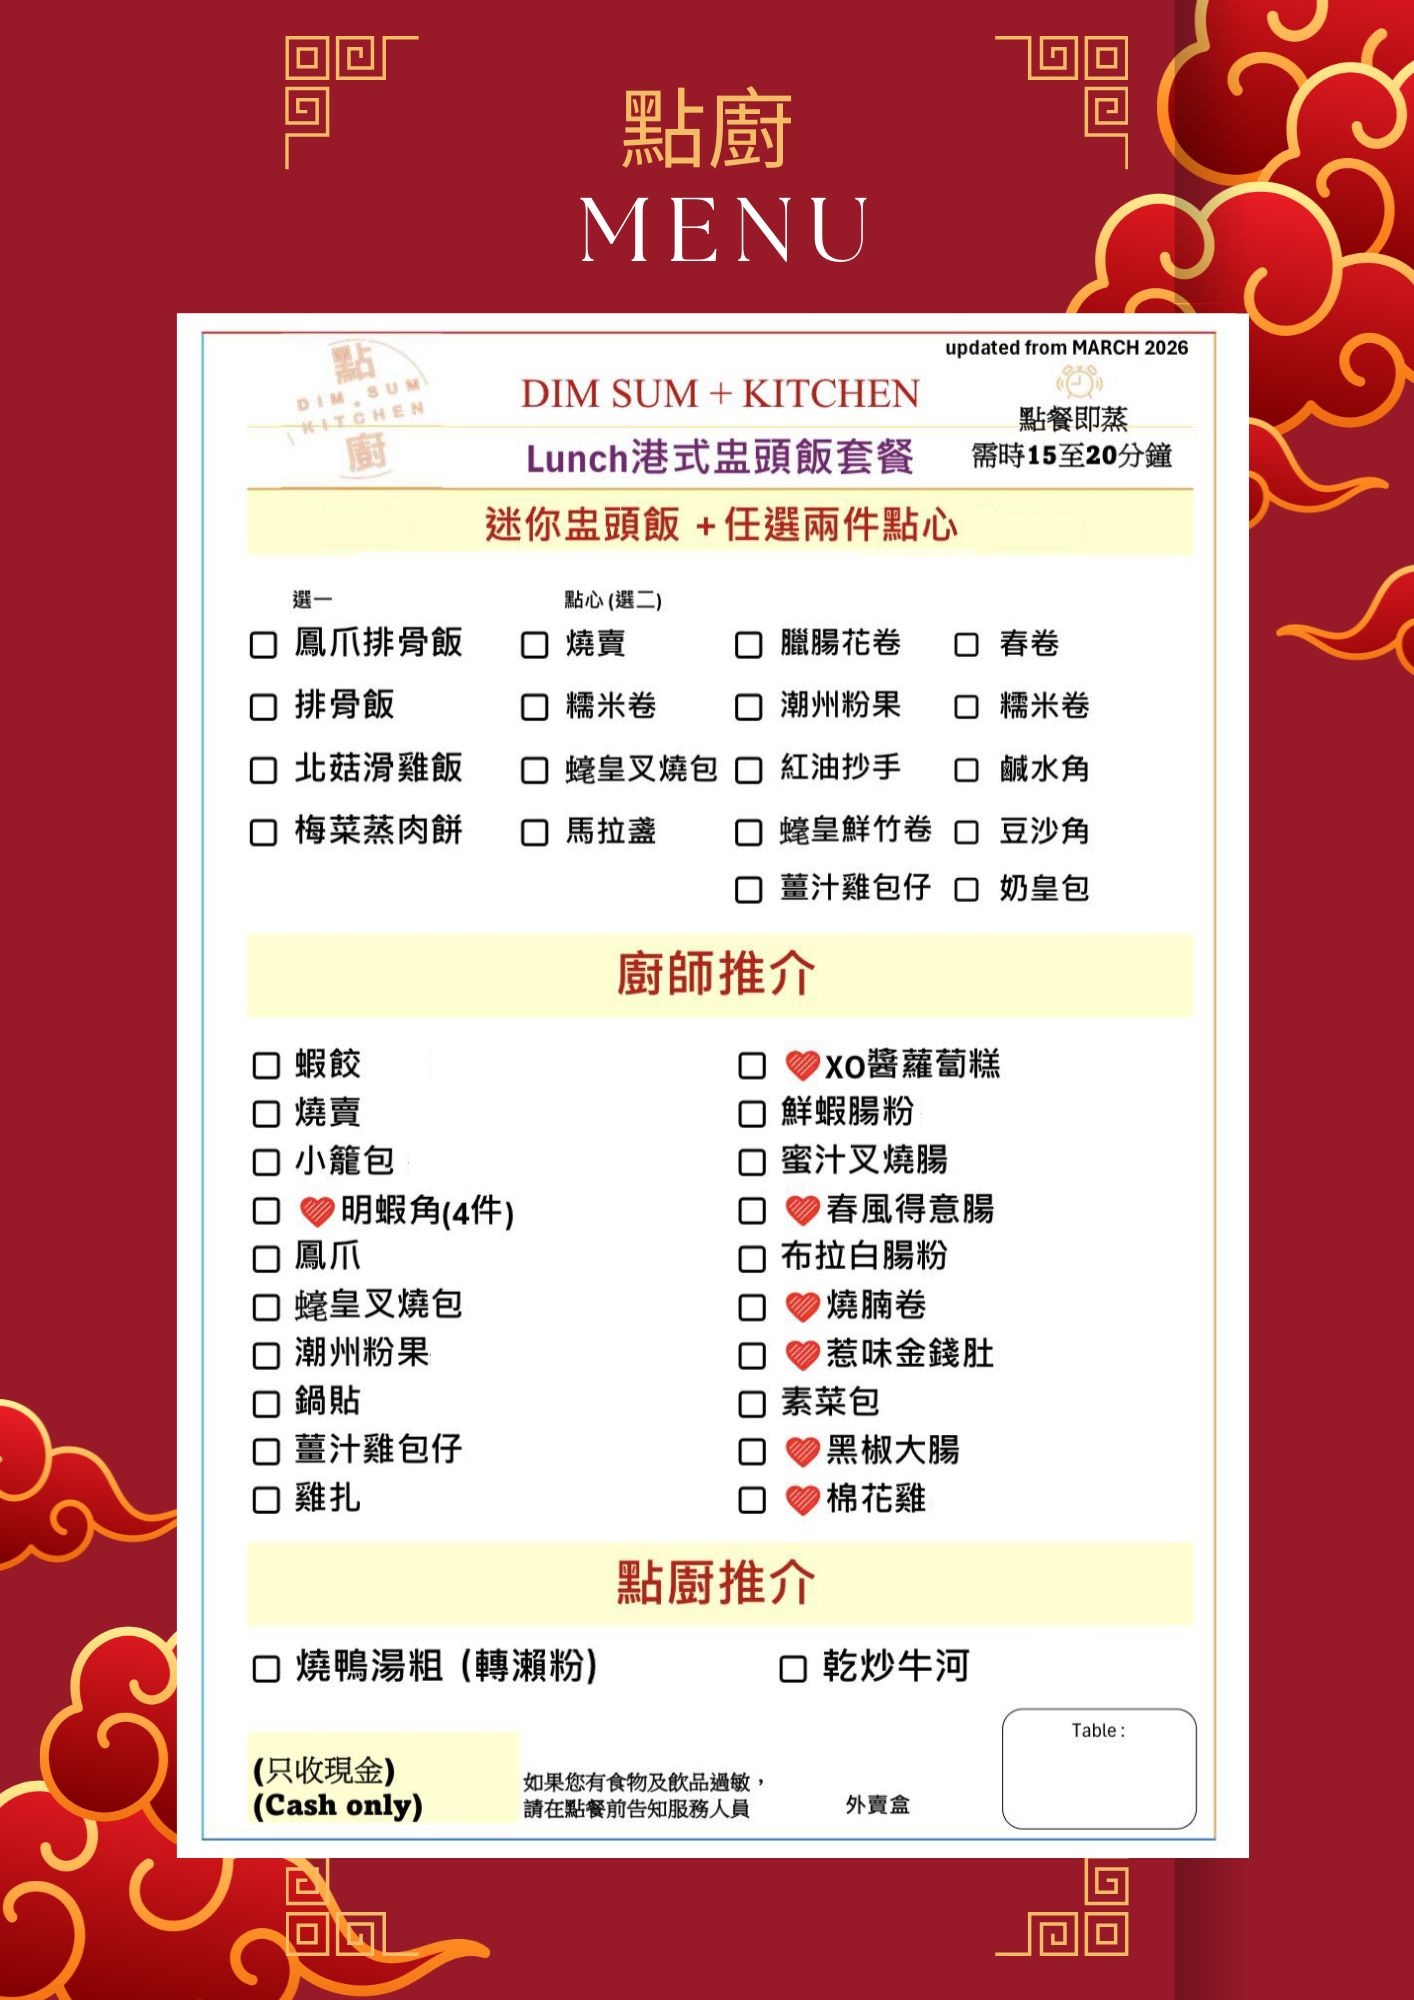 點廚
MENU
updated from MARCH 2026
點
DIM SUM
KITCHEN
廚
DIM SUM + KITCHEN
點餐即蒸
Lunch港式盅頭飯套餐
需時15至20分鐘
迷你盅頭飯 +任選兩件點心
選一 點心 (選二)
鳳爪排骨飯 燒賣 臘腸花卷 春卷
排骨飯 糯米卷 潮州粉果 糯米卷
北菇滑雞飯 蠔皇叉燒包 紅油抄手 鹹水角
梅菜蒸肉餅 馬拉盞 蠔皇鮮竹卷 豆沙角
薑汁雞包仔 奶皇包
廚師推介
蝦餃 ❤XO醬蘿蔔糕
燒賣 鮮蝦腸粉
小籠包 蜜汁叉燒腸
❤明蝦角(4件) ❤春風得意腸
鳳爪 布拉白腸粉
蠔皇叉燒包 ❤燒腩卷
潮州粉果 ❤惹味金錢肚
鍋貼 素菜包
薑汁雞包仔 ❤黑椒大腸
雞扎 ❤棉花雞
點廚推介
燒鴨湯粗 (轉瀨粉) 乾炒牛河
Table :
(只收現金)
(Cash only)
如果您有食物及飲品過敏，
請在點餐前告知服務人員
外賣盒